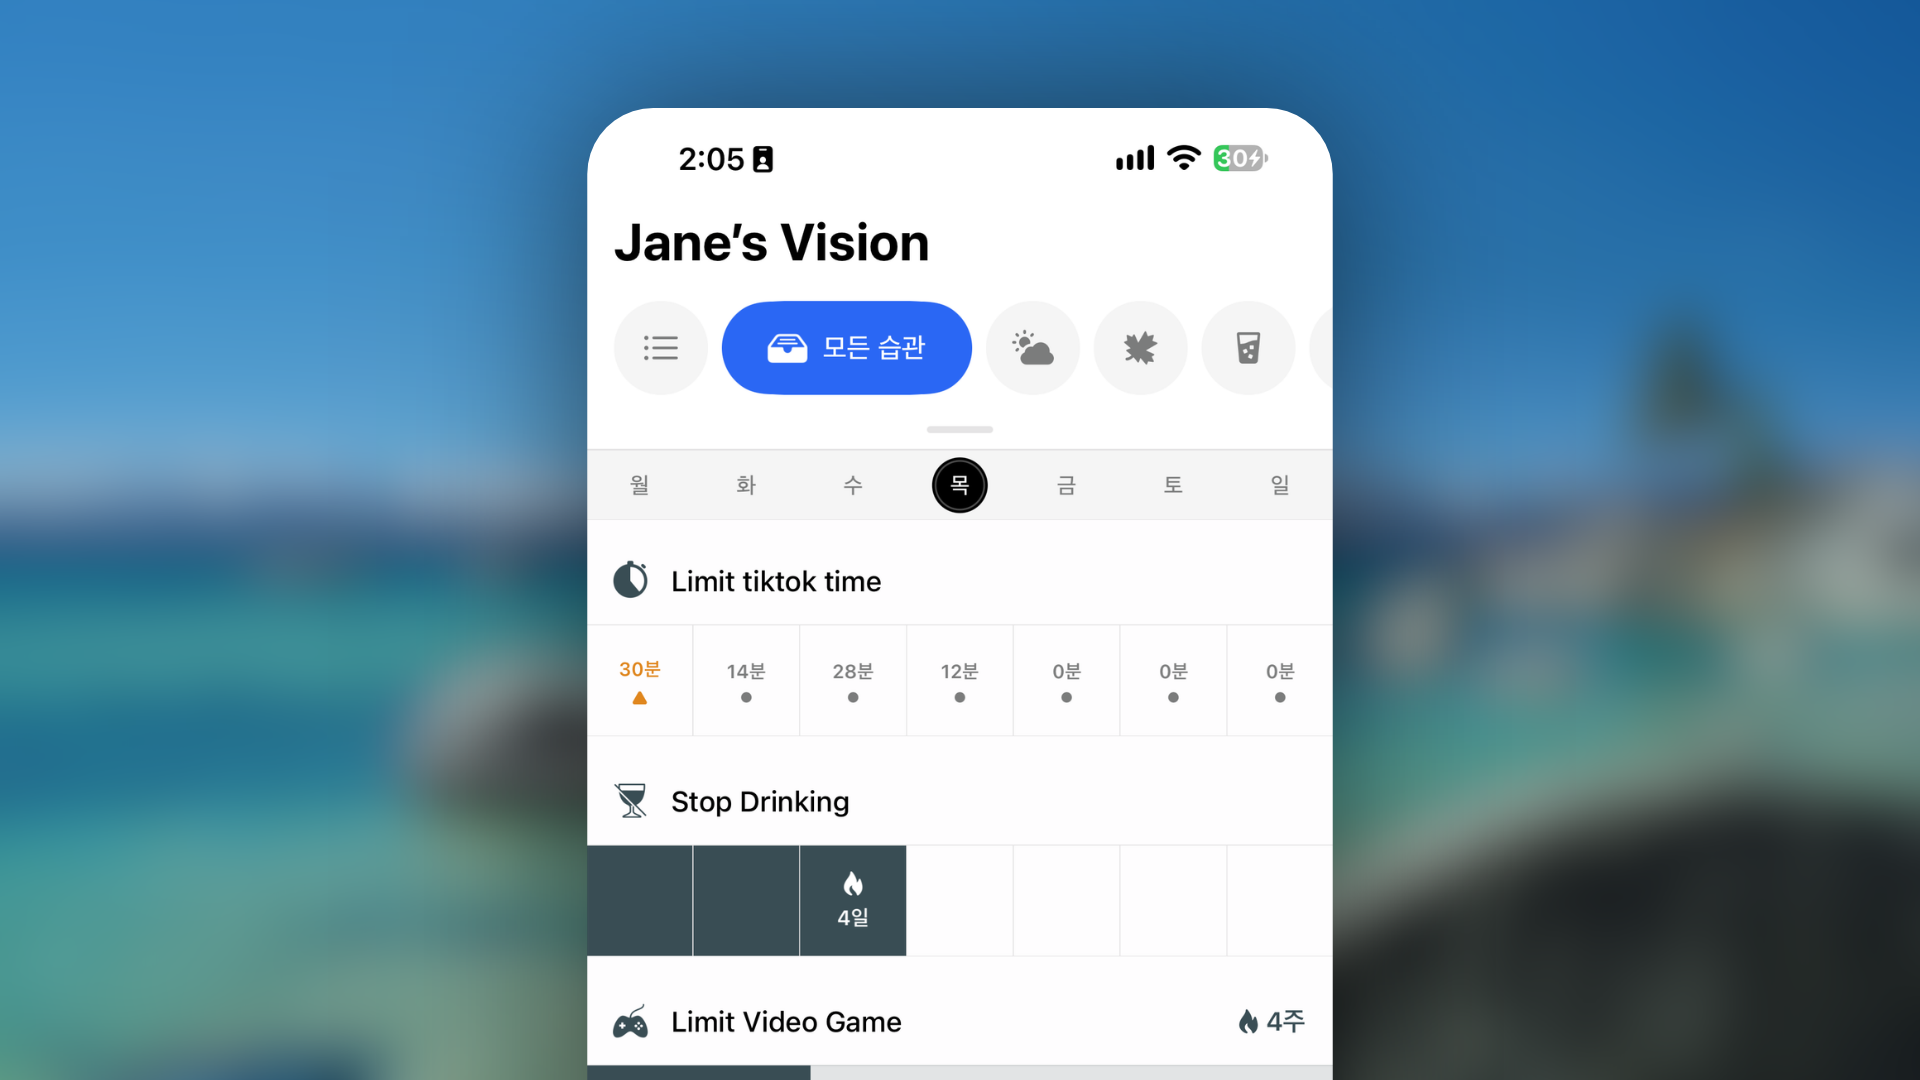 2:05
30
Jane's Vision
모든 습관
월 화 수 목 금 토 일
Limit tiktok time
30분 14분 28분 12분 0분 0분 0분
Stop Drinking
4일
Limit Video Game 4주